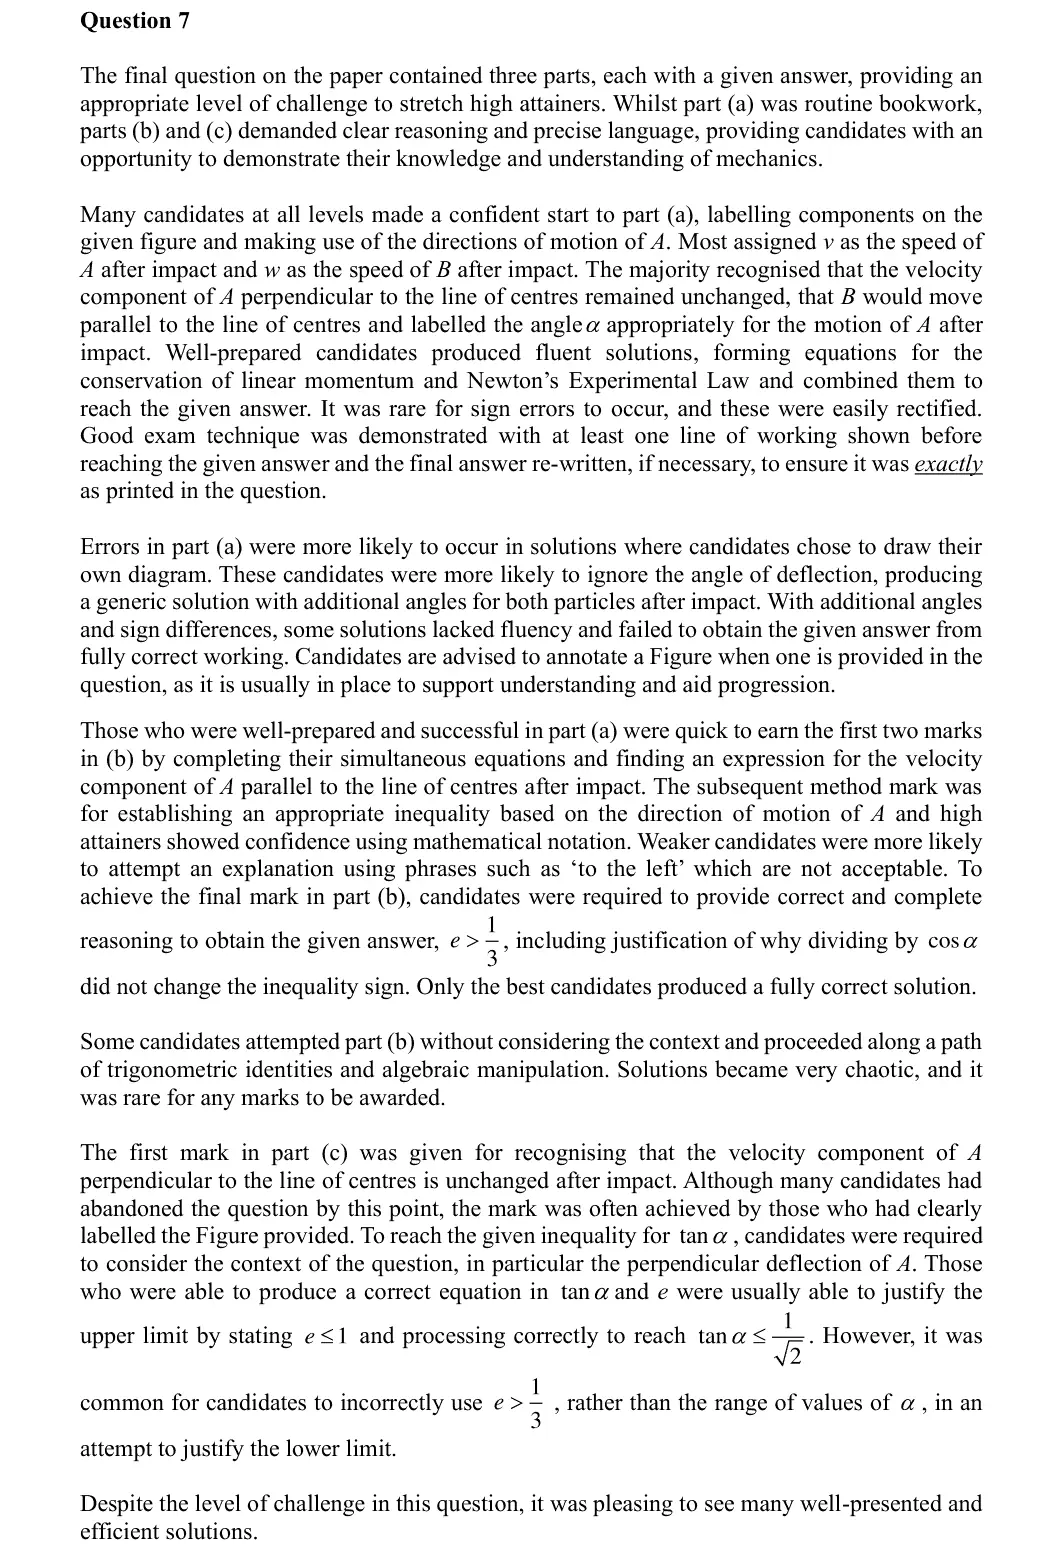 Question 7
The final question on the paper contained three parts, each with a given answer, providing an
appropriate level of challenge to stretch high attainers. Whilst part (a) was routine bookwork,
parts (b) and (c) demanded clear reasoning and precise language, providing candidates with an
opportunity to demonstrate their knowledge and understanding of mechanics.
Many candidates at all levels made a confident start to part (a), labelling components on the
given figure and making use of the directions of motion of A. Most assigned v as the speed of
A after impact and w as the speed of B after impact. The majority recognised that the velocity
component of A perpendicular to the line of centres remained unchanged, that B would move
parallel to the line of centres and labelled the angle α appropriately for the motion of A after
impact. Well-prepared candidates produced fluent solutions, forming equations for the
conservation of linear momentum and Newton's Experimental Law and combined them to
reach the given answer. It was rare for sign errors to occur, and these were easily rectified.
Good exam technique was demonstrated with at least one line of working shown before
reaching the given answer and the final answer re-written, if necessary, to ensure it was exactly
as printed in the question.
Errors in part (a) were more likely to occur in solutions where candidates chose to draw their
own diagram. These candidates were more likely to ignore the angle of deflection, producing
a generic solution with additional angles for both particles after impact. With additional angles
and sign differences, some solutions lacked fluency and failed to obtain the given answer from
fully correct working. Candidates are advised to annotate a Figure when one is provided in the
question, as it is usually in place to support understanding and aid progression.
Those who were well-prepared and successful in part (a) were quick to earn the first two marks
in (b) by completing their simultaneous equations and finding an expression for the velocity
component of A parallel to the line of centres after impact. The subsequent method mark was
for establishing an appropriate inequality based on the direction of motion of A and high
attainers showed confidence using mathematical notation. Weaker candidates were more likely
to attempt an explanation using phrases such as 'to the left' which are not acceptable. To
achieve the final mark in part (b), candidates were required to provide correct and complete
reasoning to obtain the given answer, e > 1/3, including justification of why dividing by cos α
did not change the inequality sign. Only the best candidates produced a fully correct solution.
Some candidates attempted part (b) without considering the context and proceeded along a path
of trigonometric identities and algebraic manipulation. Solutions became very chaotic, and it
was rare for any marks to be awarded.
The first mark in part (c) was given for recognising that the velocity component of A
perpendicular to the line of centres is unchanged after impact. Although many candidates had
abandoned the question by this point, the mark was often achieved by those who had clearly
labelled the Figure provided. To reach the given inequality for tan α , candidates were required
to consider the context of the question, in particular the perpendicular deflection of A. Those
who were able to produce a correct equation in tan α and e were usually able to justify the
upper limit by stating e ≤ 1 and processing correctly to reach tan α ≤ 1/√2. However, it was
common for candidates to incorrectly use e > 1/3 , rather than the range of values of α , in an
attempt to justify the lower limit.
Despite the level of challenge in this question, it was pleasing to see many well-presented and
efficient solutions.